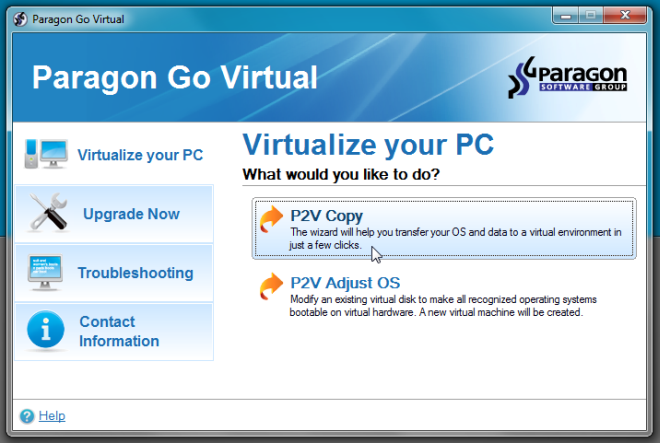 Paragon Go Virtual
Paragon Go Virtual
Paragon
SOFTWARE GROUP
Virtualize your PC
Upgrade Now
Troubleshooting
Contact
Information
Virtualize your PC
What would you like to do?
P2V Copy
The wizard will help you transfer your OS and data to a virtual environment in
just a few clicks.
P2V Adjust OS
Modify an existing virtual disk to make all recognized operating systems
bootable on virtual hardware. A new virtual machine will be created.
Help